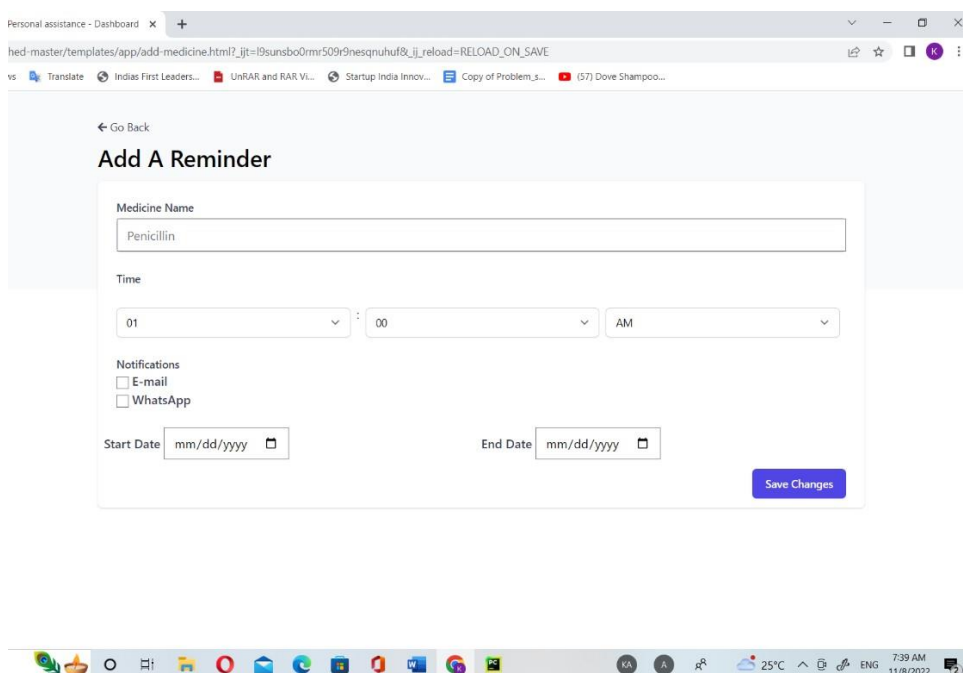 Personal assistance - Dashboard
hed-master/templates/app/add-medicine.html?_ijt=l9sunsbo0rmr509r9nesqnuhuf&_ij_reload=RELOAD_ON_SAVE
K
vs Translate Indias First Leaders... UnRAR and RAR Vi... Startup India Innov... Copy of Problem_s... (57) Dove Shampoo...
← Go Back
Add A Reminder
Medicine Name
Penicillin
Time
01 : 00 AM
Notifications
E-mail
WhatsApp
Start Date mm/dd/yyyy End Date mm/dd/yyyy
Save Changes
KA A 25°C ENG 7:39 AM
11/8/2022